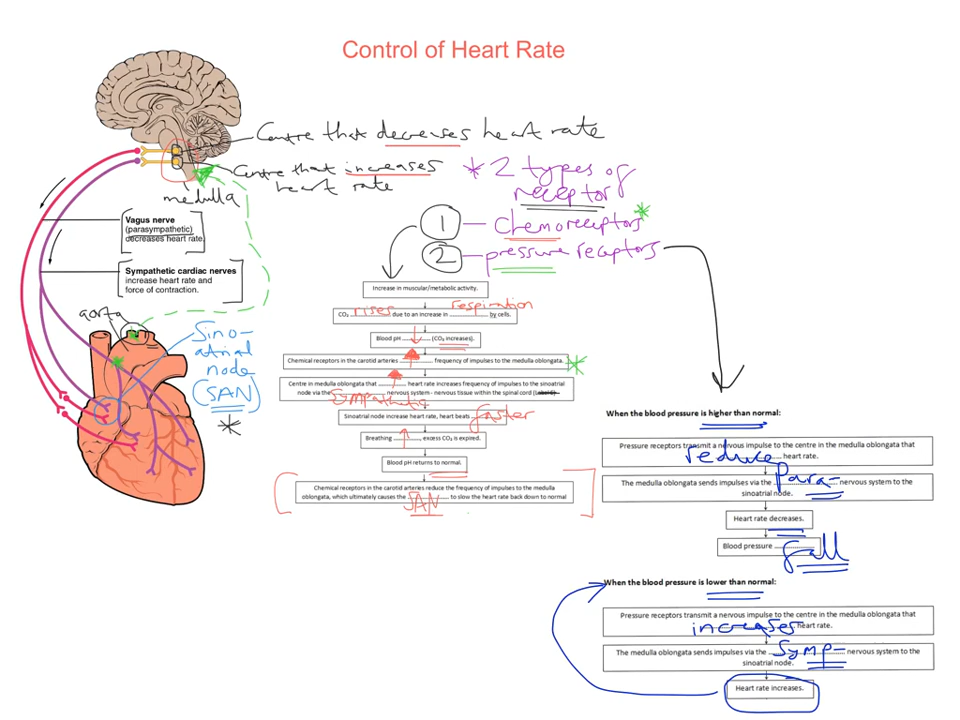 Control of Heart Rate
Centre that decreases heart rate
Centre that increases
heart rate
medulla
* 2 types of
receptor
1 — chemoreceptors *
2 — pressure receptors
Vagus nerve
(parasympathetic)
decreases heart rate.
Sympathetic cardiac nerves
increase heart rate and
force of contraction.
aorta
Sino-
atrial
node
(SAN)
*
Increase in muscular/metabolic activity.
CO₂ rises due to an increase in respiration by cells.
Blood pH ↓ (CO₂ increases).
Chemical receptors in the carotid arteries ↑ frequency of impulses to the medulla oblongata. *
Centre in medulla oblongata that ↑ heart rate increases frequency of impulses to the sinoatrial
node via the sympathetic nervous system - nervous tissue within the spinal cord
Sinoatrial node increase heart rate, heart beats faster
Breathing ↑ excess CO₂ is expired.
Blood pH returns to normal.
Chemical receptors in the carotid arteries reduce the frequency of impulses to the medulla
oblongata, which ultimately causes the SAN to slow the heart rate back down to normal
When the blood pressure is higher than normal:
Pressure receptors transmit a nervous impulse to the centre in the medulla oblongata that
reduce heart rate.
The medulla oblongata sends impulses via the Para- nervous system to the
sinoatrial node.
Heart rate decreases.
Blood pressure fall
When the blood pressure is lower than normal:
Pressure receptors transmit a nervous impulse to the centre in the medulla oblongata that
increases heart rate.
The medulla oblongata sends impulses via the Symp- nervous system to the
sinoatrial node.
Heart rate increases.